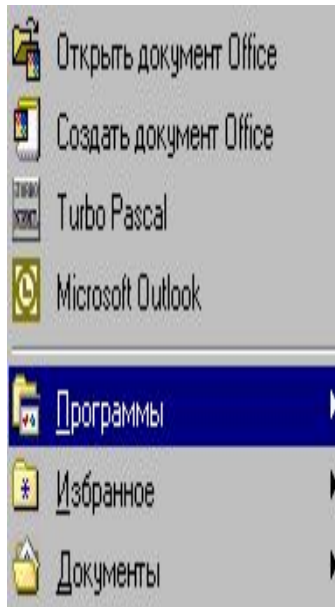 Открыть документ Office
Создать документ Office
Turbo Pascal
Microsoft Outlook
Программы
Избранное
Документы